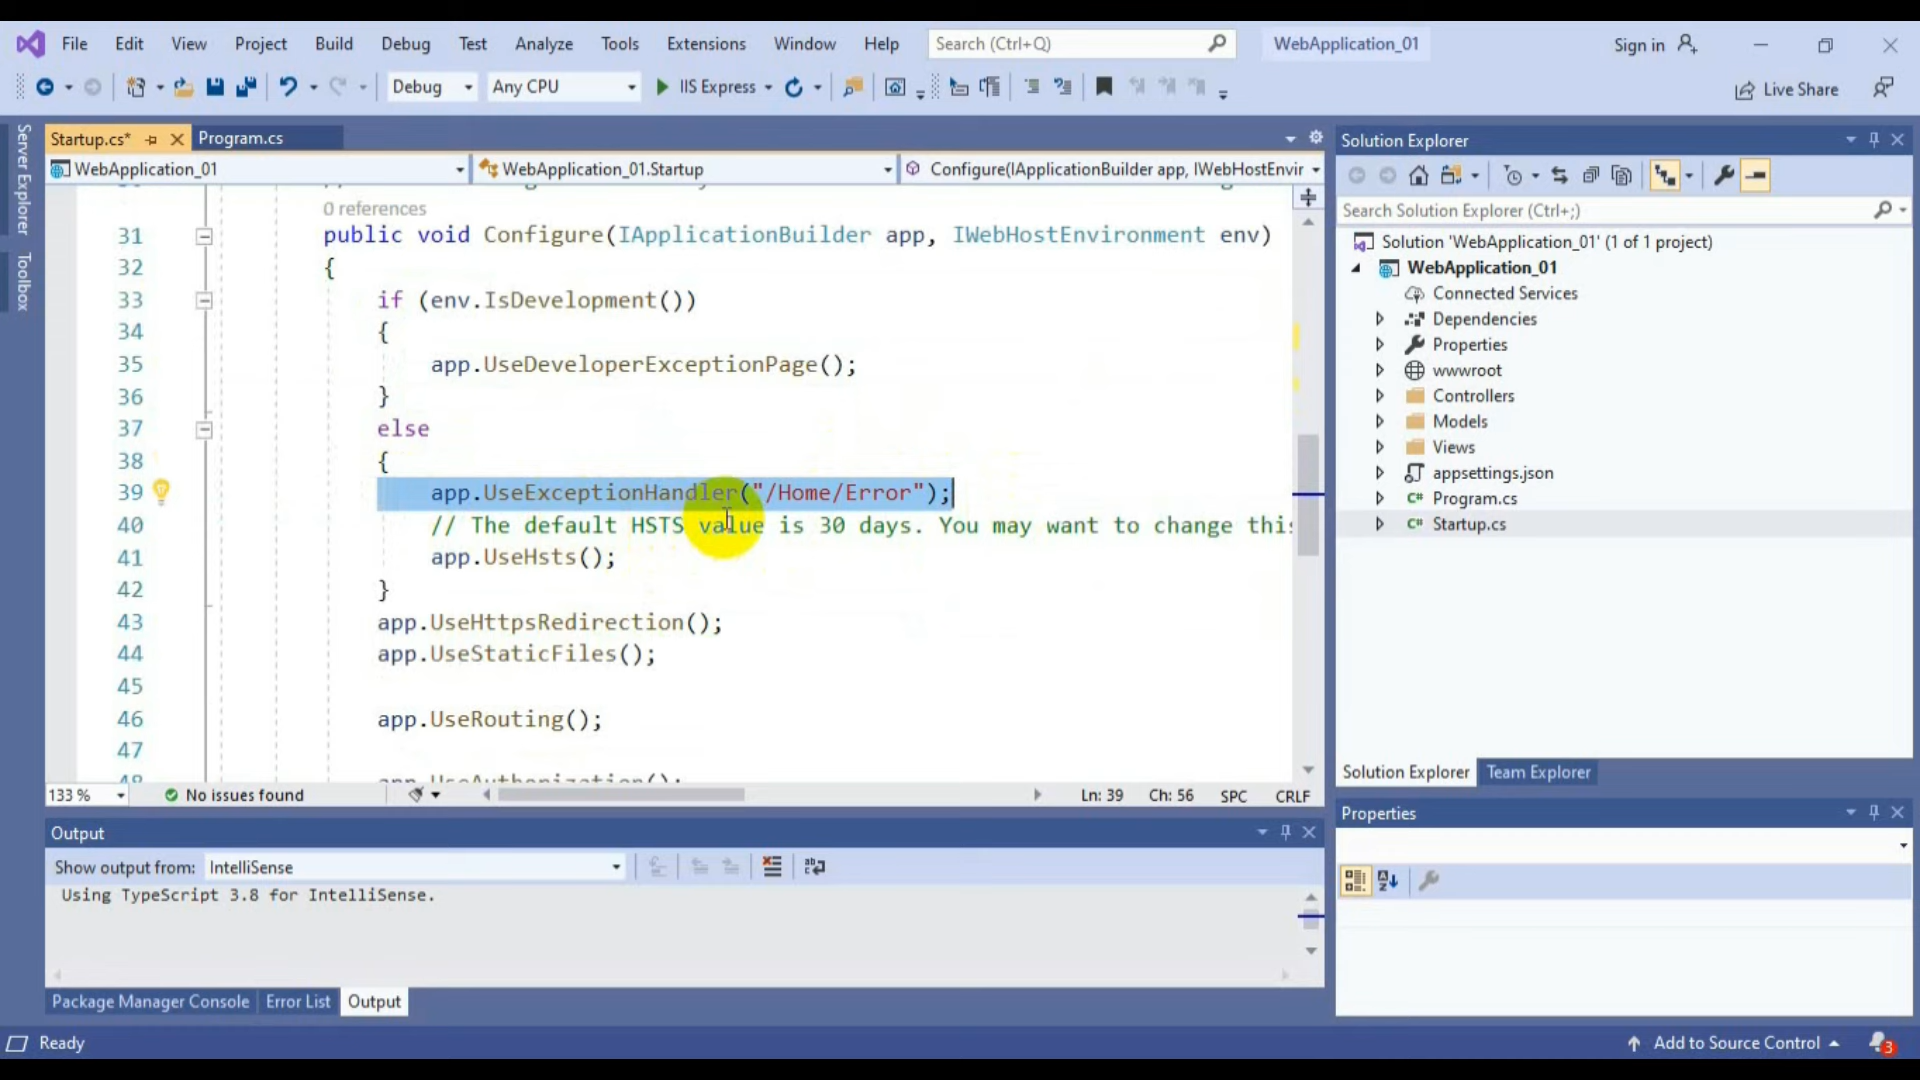 File Edit View Project Build Debug Test Analyze Tools Extensions Window Help Search (Ctrl+Q) WebApplication_01 Sign in
Debug Any CPU IIS Express Live Share
Server Explorer
Toolbox
Startup.cs* Program.cs
WebApplication_01 WebApplication_01.Startup Configure(IApplicationBuilder app, IWebHostEnvir
0 references
31 public void Configure(IApplicationBuilder app, IWebHostEnvironment env)
32 {
33 if (env.IsDevelopment())
34 {
35 app.UseDeveloperExceptionPage();
36 }
37 else
38 {
39 app.UseExceptionHandler("/Home/Error");
40 // The default HSTS value is 30 days. You may want to change this
41 app.UseHsts();
42 }
43 app.UseHttpsRedirection();
44 app.UseStaticFiles();
45
46 app.UseRouting();
47
48 app.UseAuthorization();
133 % No issues found Ln: 39 Ch: 56 SPC CRLF
Output
Show output from: IntelliSense
Using TypeScript 3.8 for IntelliSense.
Package Manager Console Error List Output
Solution Explorer
Search Solution Explorer (Ctrl+;)
Solution 'WebApplication_01' (1 of 1 project)
WebApplication_01
Connected Services
Dependencies
Properties
wwwroot
Controllers
Models
Views
appsettings.json
C# Program.cs
C# Startup.cs
Solution Explorer Team Explorer
Properties
Ready Add to Source Control 3